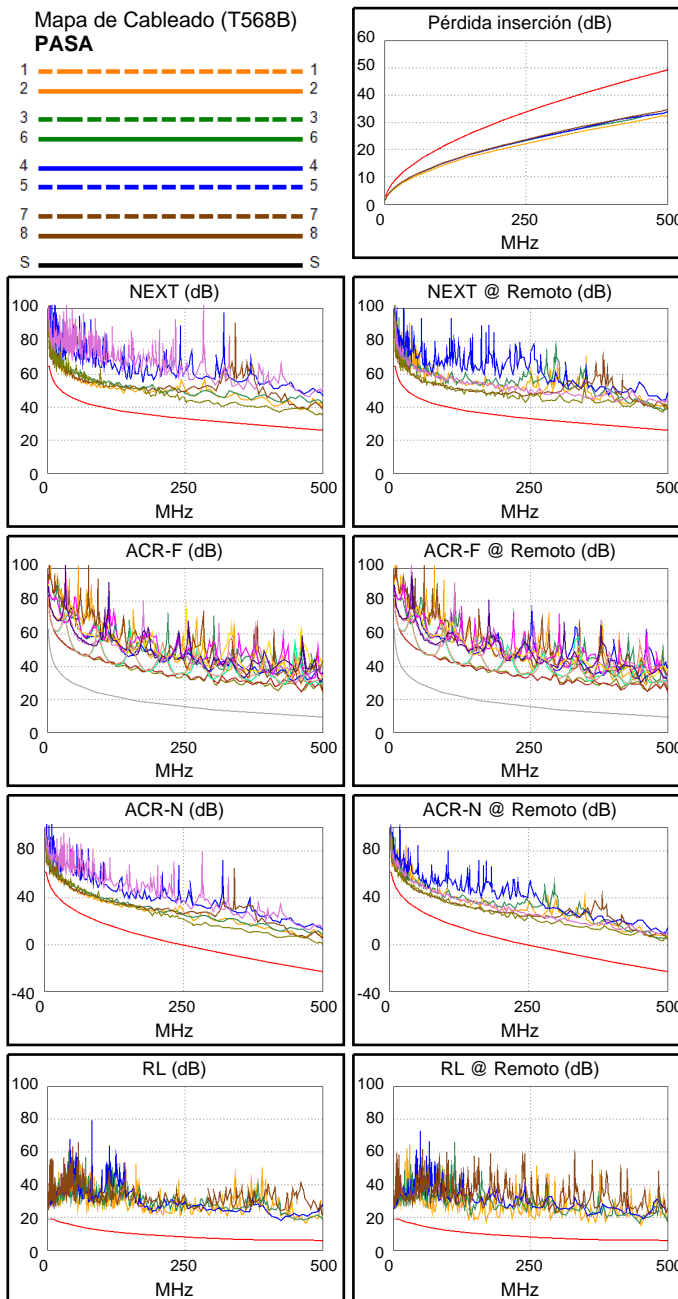 Mapa de Cableado (T568B)
PASA
1 1
2 2
3 3
6 6
4 4
5 5
7 7
8 8
S S
Pérdida inserción (dB)
60
50
40
30
20
10
0
0 250 500
MHz
NEXT (dB)
100
80
60
40
20
0
0 250 500
MHz
NEXT @ Remoto (dB)
100
80
60
40
20
0
0 250 500
MHz
ACR-F (dB)
100
80
60
40
20
0
0 250 500
MHz
ACR-F @ Remoto (dB)
100
80
60
40
20
0
0 250 500
MHz
ACR-N (dB)
80
40
0
-40
0 250 500
MHz
ACR-N @ Remoto (dB)
80
40
0
-40
0 250 500
MHz
RL (dB)
100
80
60
40
20
0
0 250 500
MHz
RL @ Remoto (dB)
100
80
60
40
20
0
0 250 500
MHz